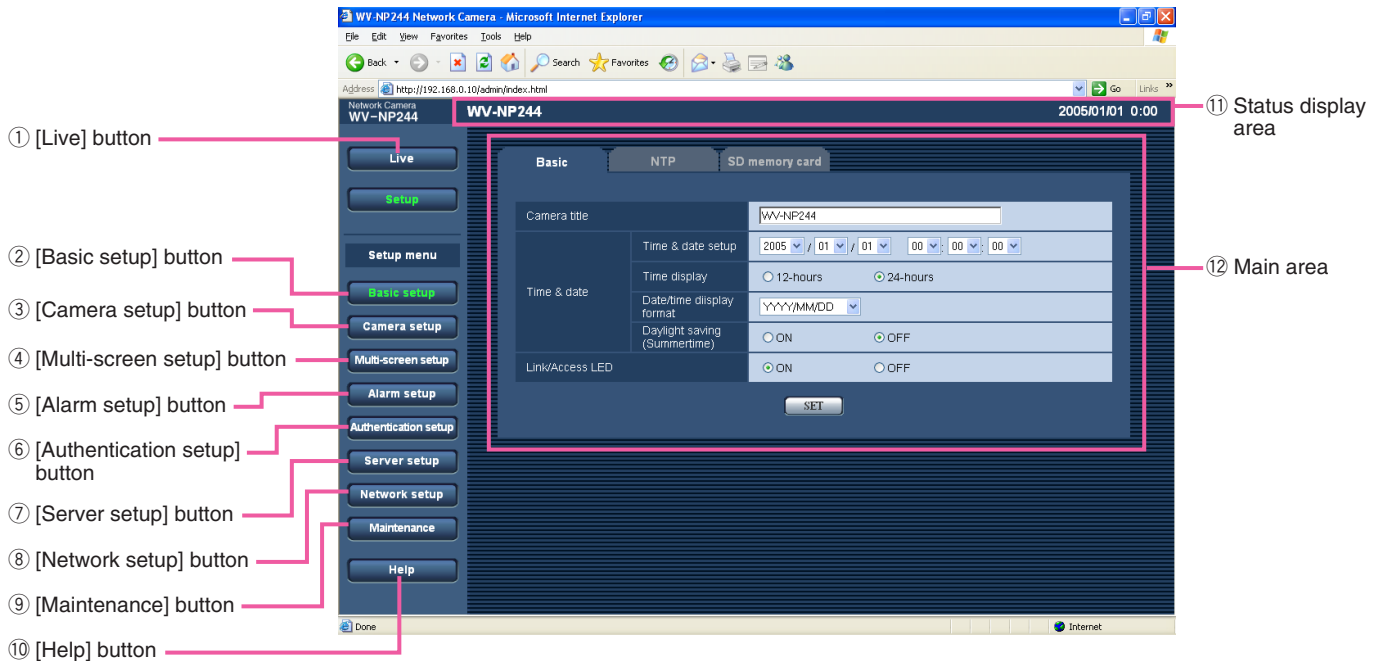 WV-NP244 Network Camera - Microsoft Internet Explorer
File Edit View Favorites Tools Help
Back Search Favorites
Address http://192.168.0.10/admin/index.html Go Links »
Network Camera
WV-NP244
WV-NP244 2005/01/01 0:00
⑪ Status display
area
① [Live] button
Live
Basic NTP SD memory card
Setup
Camera title WV-NP244
② [Basic setup] button
Setup menu
Time & date
Time & date setup 2005 / 01 / 01 00 : 00 : 00
⑫ Main area
Time display 12-hours 24-hours
Basic setup
Date/time diisplay
format
YYYY/MM/DD
③ [Camera setup] button
Camera setup
Daylight saving
(Summertime)
ON OFF
④ [Multi-screen setup] button
Multi-screen setup
Link/Access LED ON OFF
⑤ [Alarm setup] button
Alarm setup
SET
⑥ [Authentication setup]
button
Authentication setup
Server setup
⑦ [Server setup] button
Network setup
⑧ [Network setup] button
Maintenance
⑨ [Maintenance] button
Help
⑩ [Help] button
Done Internet